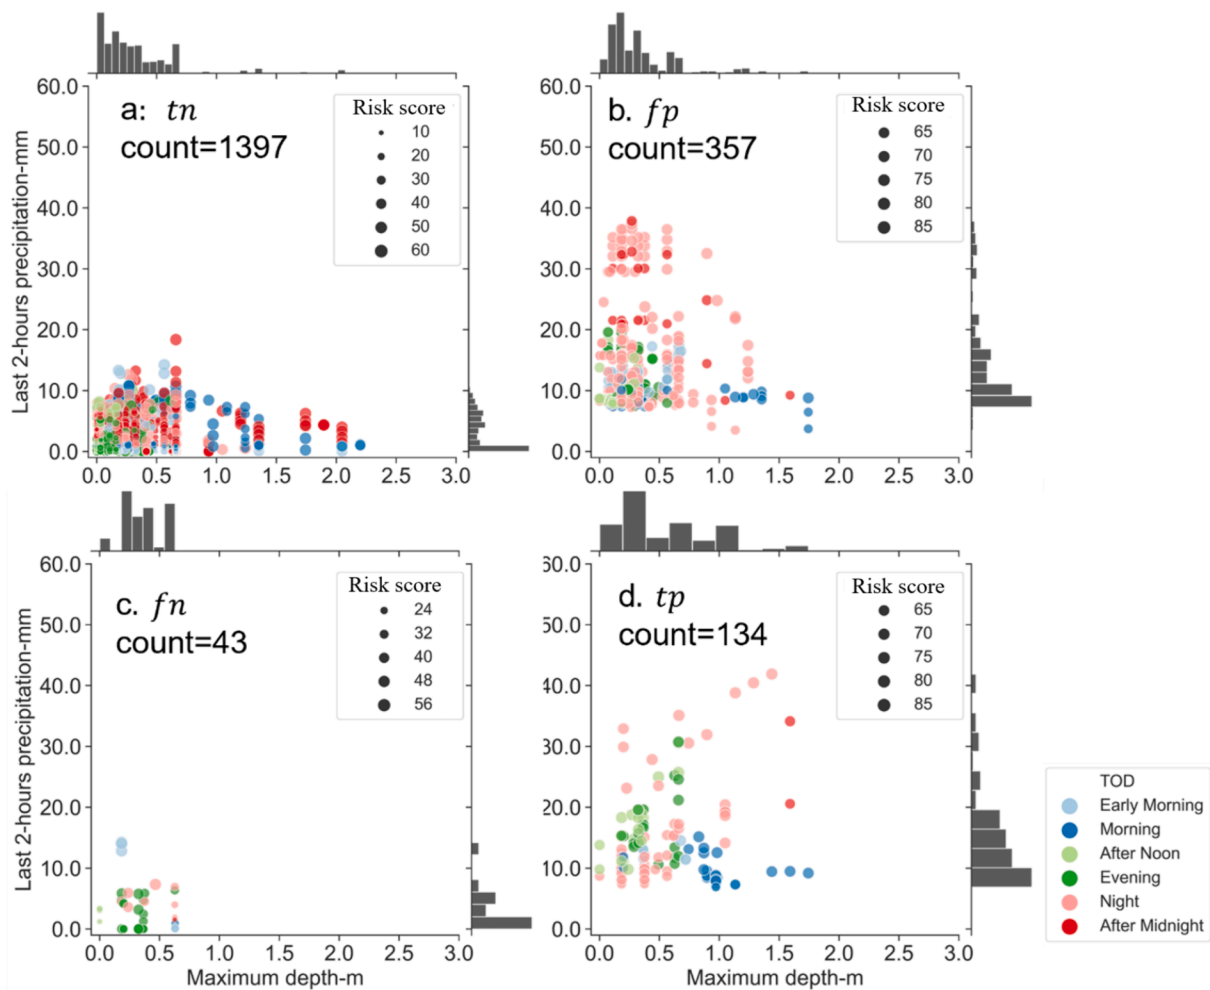 a: tn
count=1397
Risk score
10
20
30
40
50
60
60.0
50.0
40.0
30.0
20.0
10.0
0.0
Last 2-hours precipitation-mm
0.0 0.5 1.0 1.5 2.0 2.5 3.0
b. fp
count=357
Risk score
65
70
75
80
85
60.0
50.0
40.0
30.0
20.0
10.0
0.0
0.0 0.5 1.0 1.5 2.0 2.5 3.0
c. fn
count=43
Risk score
24
32
40
48
56
60.0
50.0
40.0
30.0
20.0
10.0
0.0
Last 2-hours precipitation-mm
0.0 0.5 1.0 1.5 2.0 2.5 3.0
Maximum depth-m
d. tp
count=134
Risk score
65
70
75
80
85
60.0
50.0
40.0
30.0
20.0
10.0
0.0
0.0 0.5 1.0 1.5 2.0 2.5 3.0
Maximum depth-m
TOD
Early Morning
Morning
After Noon
Evening
Night
After Midnight